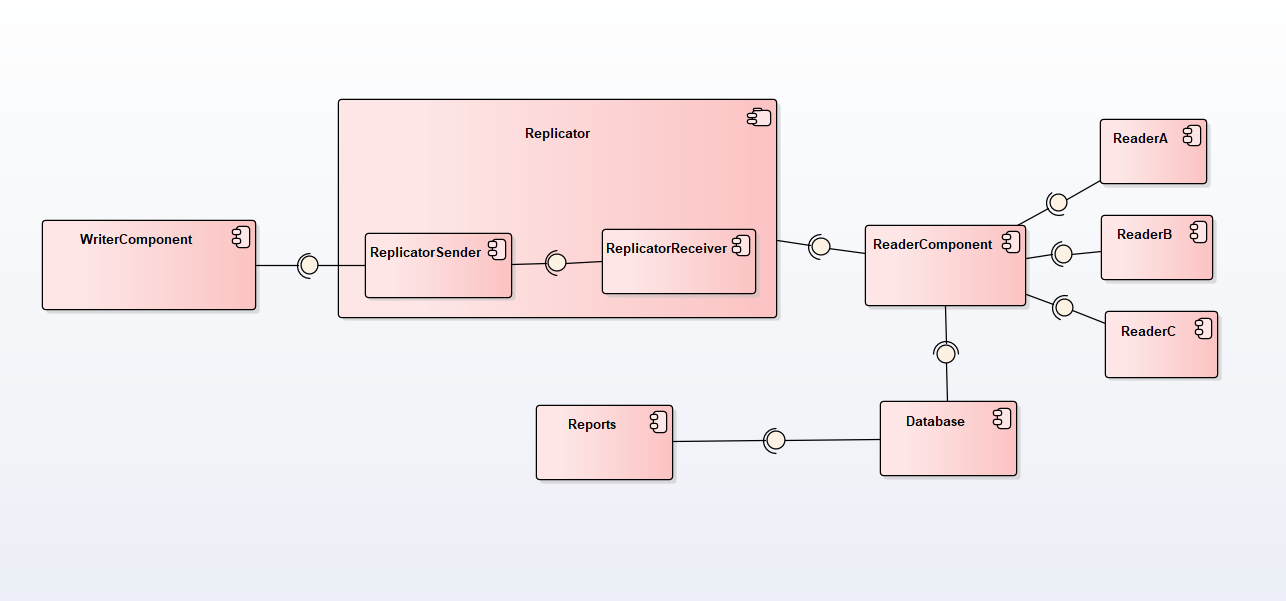 Replicator
ReaderA
WriterComponent
ReplicatorSender
ReplicatorReceiver
ReaderComponent
ReaderB
ReaderC
Reports
Database